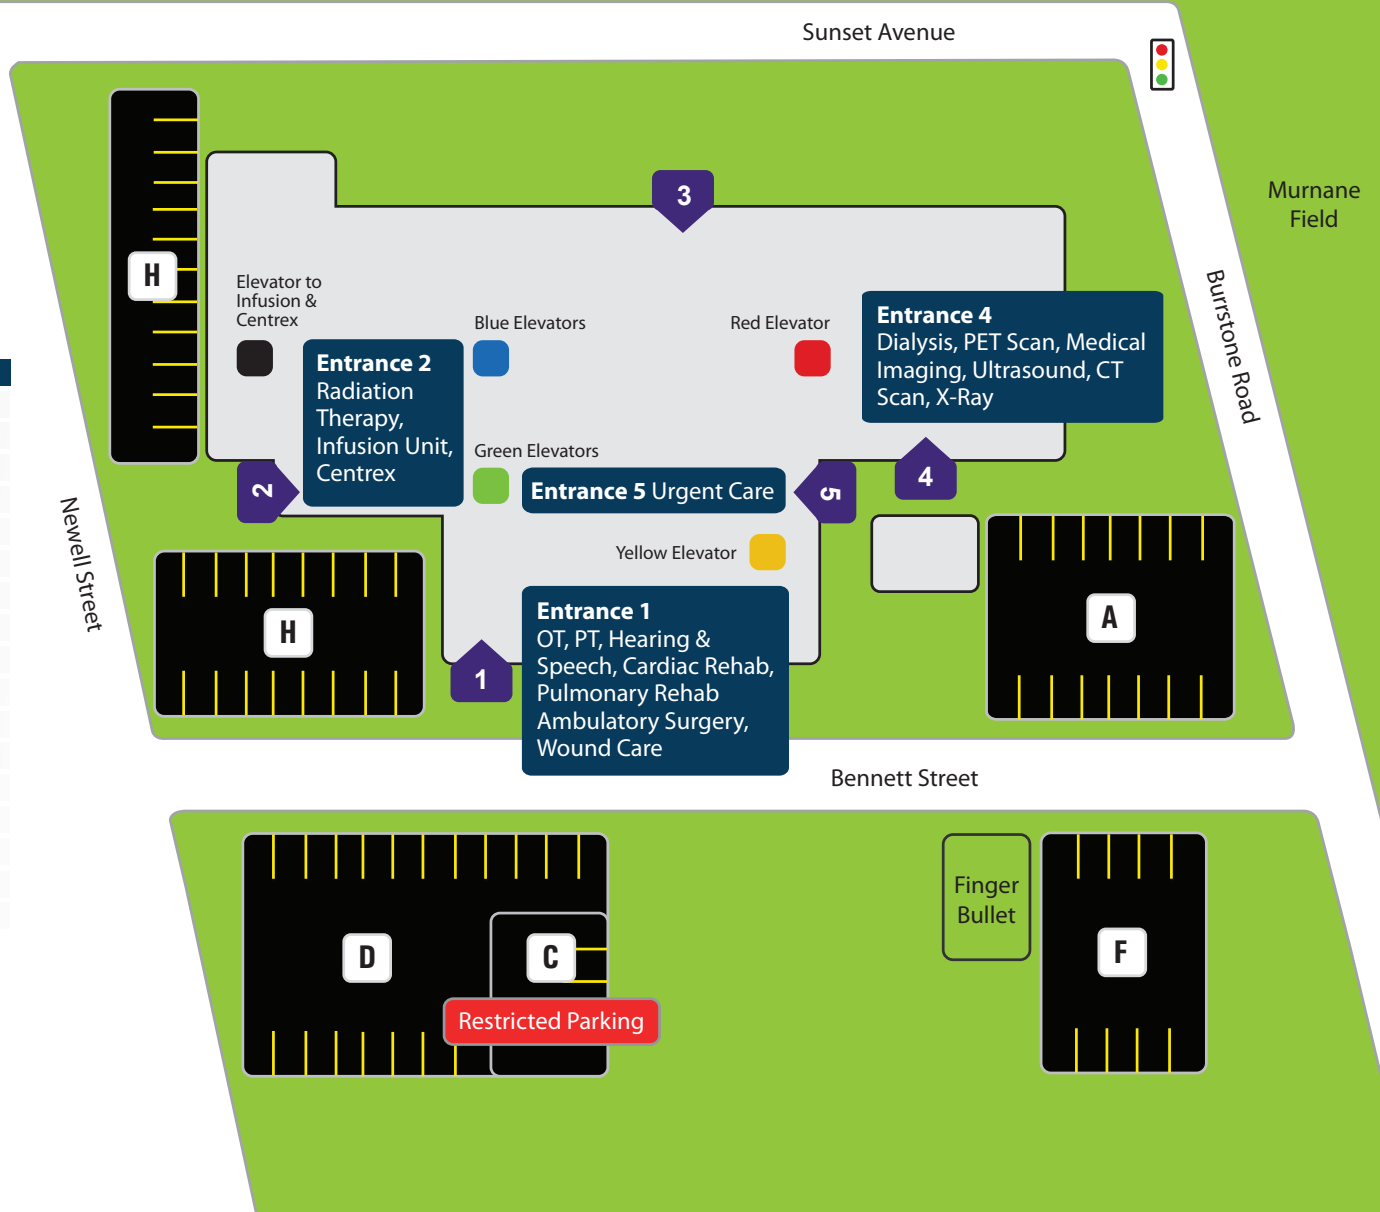 Sunset Avenue
Murnane
Field
3
H
Elevator to
Infusion &
Centrex
Blue Elevators
Red Elevator
Entrance 4
Dialysis, PET Scan, Medical
Imaging, Ultrasound, CT
Scan, X-Ray
Burrstone Road
Entrance 2
Radiation
Therapy,
Infusion Unit,
Centrex
2
Green Elevators
Entrance 5 Urgent Care
5
4
Newell Street
Yellow Elevator
H
A
Entrance 1
OT, PT, Hearing &
Speech, Cardiac Rehab,
Pulmonary Rehab
Ambulatory Surgery,
Wound Care
1
Bennett Street
Finger
Bullet
D
C
F
Restricted Parking